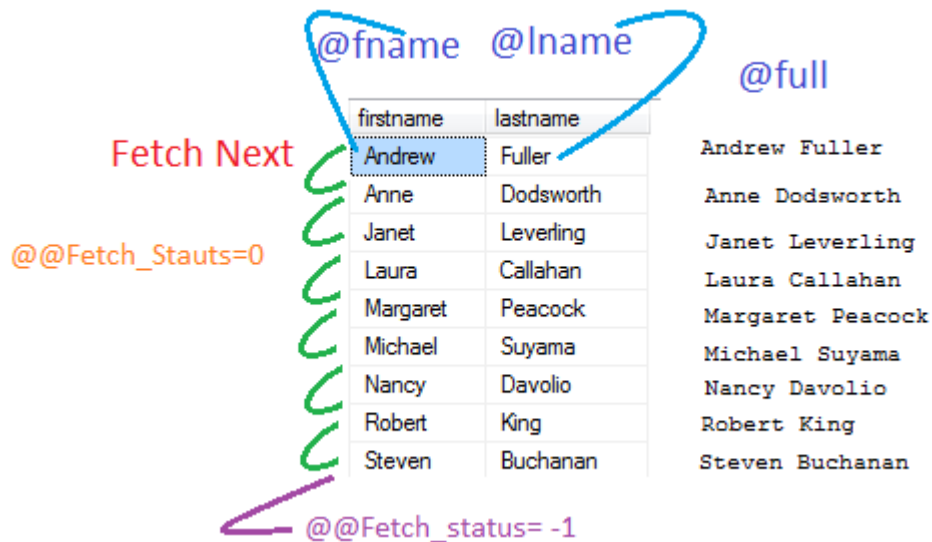 @fname @lname
@full
firstname lastname
Fetch Next Andrew Fuller Andrew Fuller
Anne Dodsworth Anne Dodsworth
Janet Leverling Janet Leverling
@@Fetch_Stauts=0
Laura Callahan Laura Callahan
Margaret Peacock Margaret Peacock
Michael Suyama Michael Suyama
Nancy Davolio Nancy Davolio
Robert King Robert King
Steven Buchanan Steven Buchanan
@@Fetch_status= -1